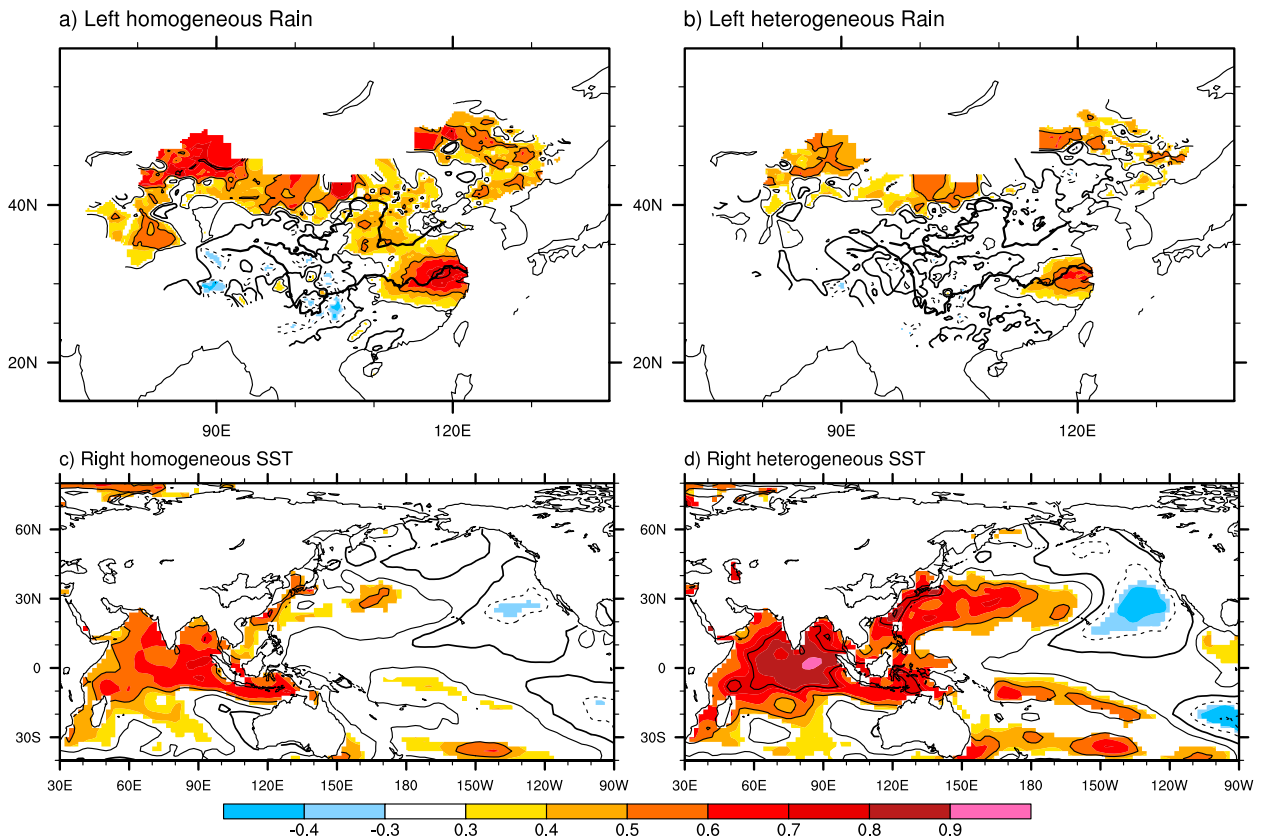 a) Left homogeneous Rain
b) Left heterogeneous Rain
40N
40N
20N
20N
90E 120E
90E 120E
c) Right homogeneous SST
d) Right heterogeneous SST
60N
60N
30N
30N
0
0
30S
30S
30E 60E 90E 120E 150E 180 150W 120W 90W
30E 60E 90E 120E 150E 180 150W 120W 90W
-0.4 -0.3 0.3 0.4 0.5 0.6 0.7 0.8 0.9